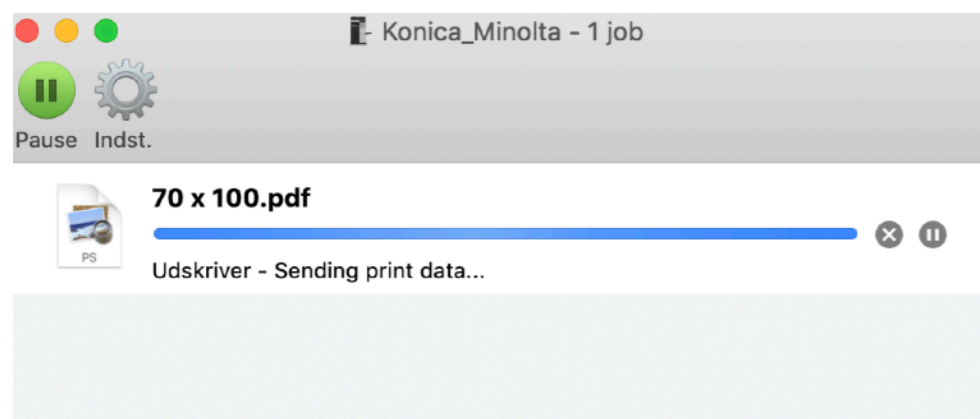 Konica_Minolta - 1 job
Pause Indst.
70 x 100.pdf
PS
Udskriver - Sending print data...